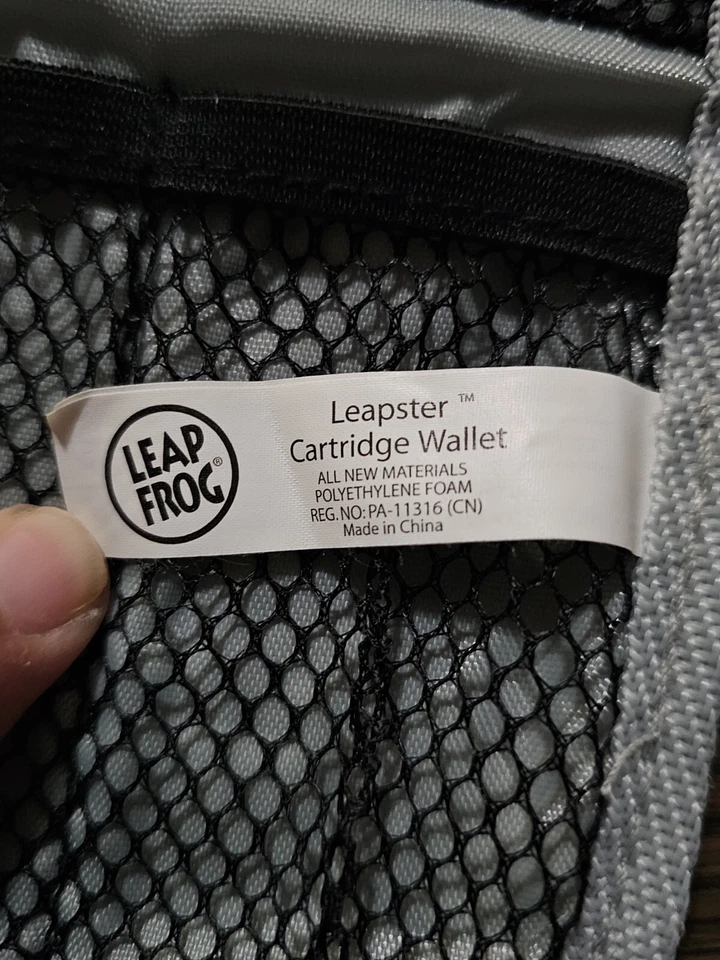 LEAP
FROG®
Leapster ™
Cartridge Wallet
ALL NEW MATERIALS
POLYETHYLENE FOAM
REG.NO:PA-11316 (CN)
Made in China